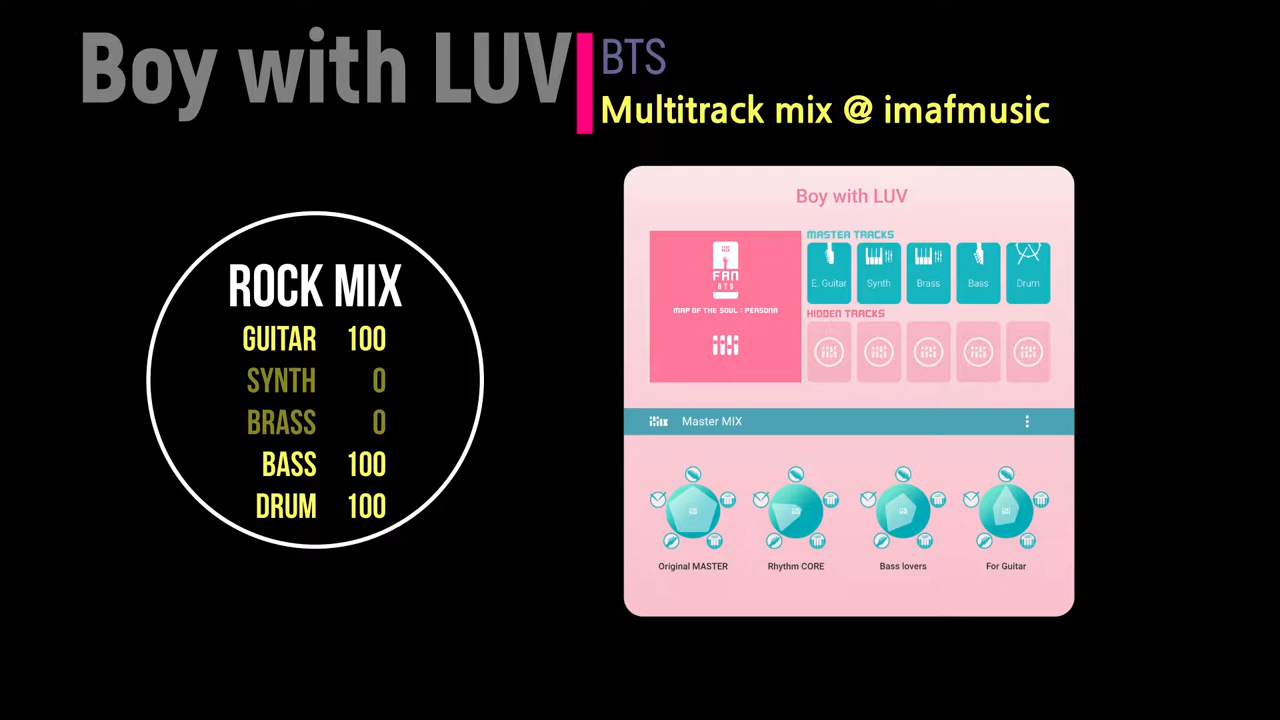 Boy with LUV
BTS
Multitrack mix @ imafmusic
ROCK MIX
GUITAR 100
SYNTH 0
BRASS 0
BASS 100
DRUM 100
Boy with LUV
MASTER TRACKS
E. Guitar
Synth
Brass
Bass
Drum
FAN
BTS
MAP OF THE SOUL : PERSONA
HIDDEN TRACKS
Master MIX
Original MASTER
Rhythm CORE
Bass lovers
For Guitar